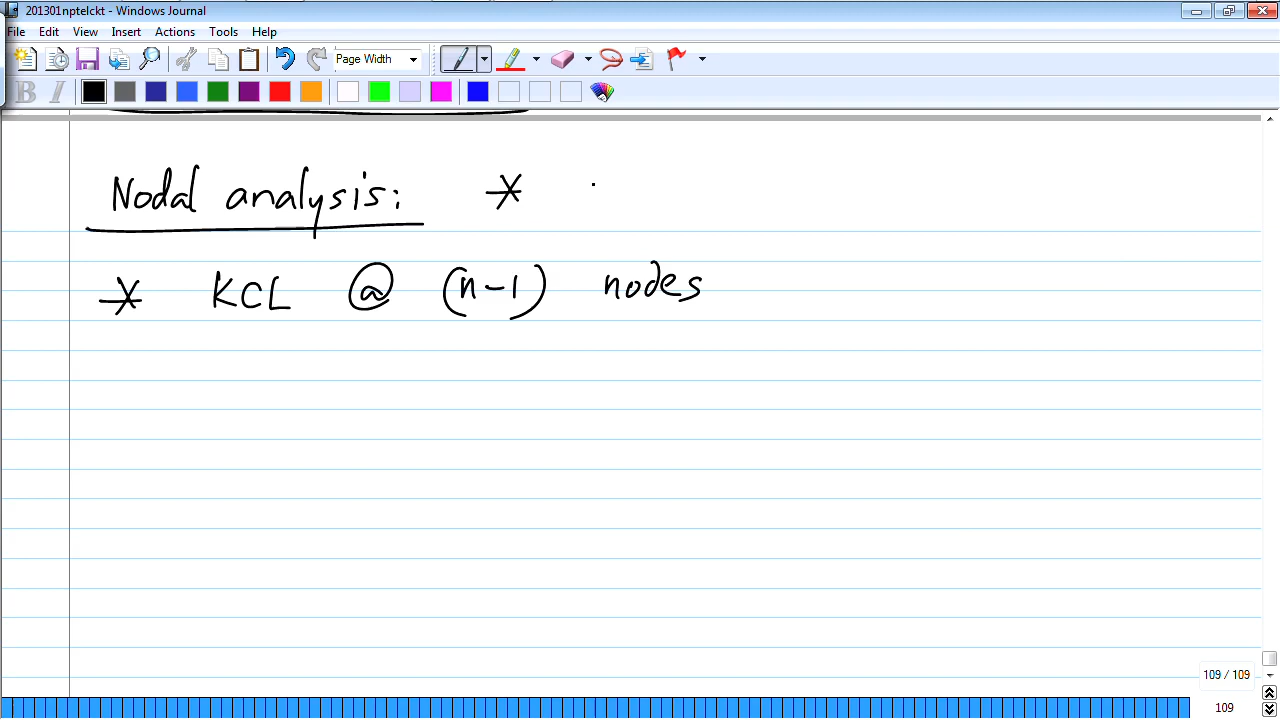 201301nptelckt - Windows Journal
File Edit View Insert Actions Tools Help
Page Width
B I
Nodal analysis: *
* KCL @ (n-1) nodes
109 / 109
109